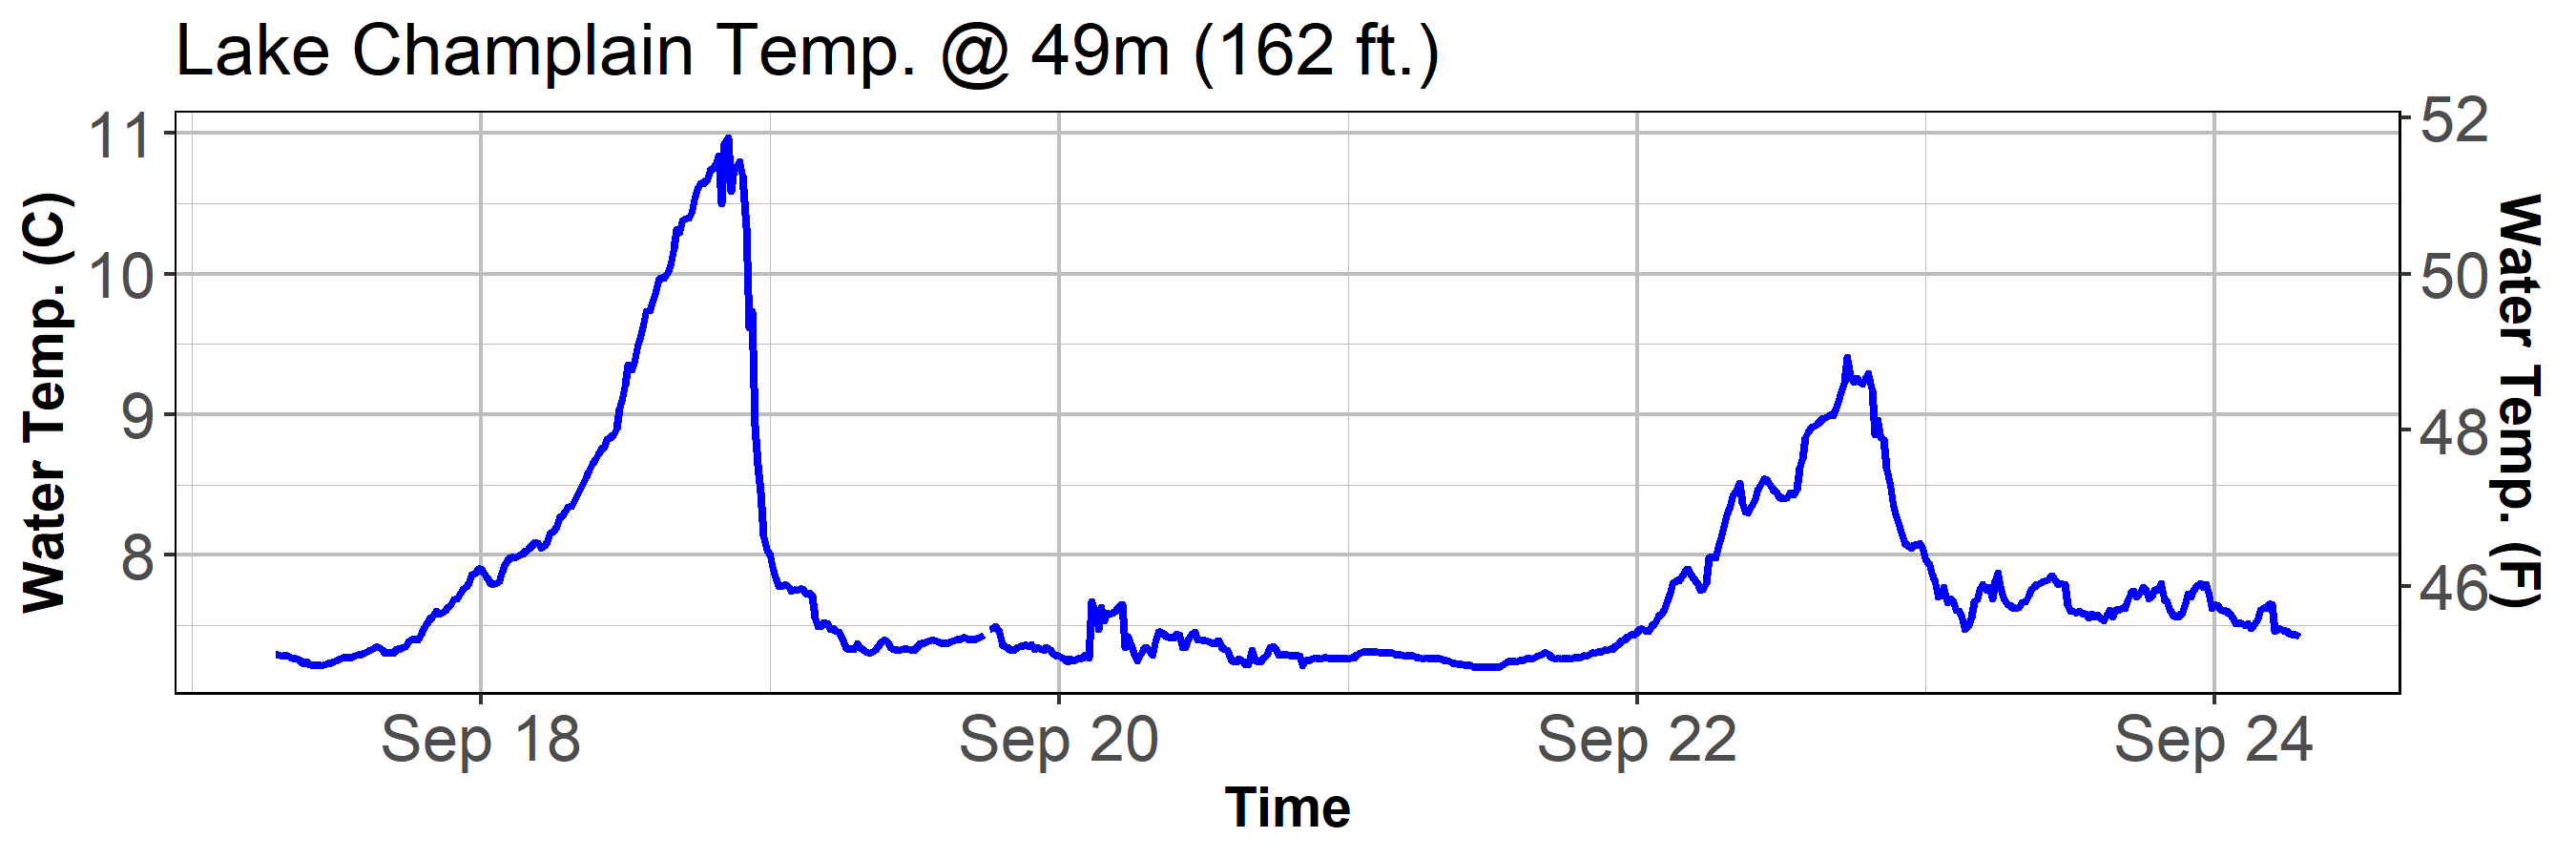 Lake Champlain Temp. @ 49m (162 ft.)
11
10
9
8
52
50
48
46
Water Temp. (C)
Water Temp. (F)
Sep 18
Sep 20
Sep 22
Sep 24
Time